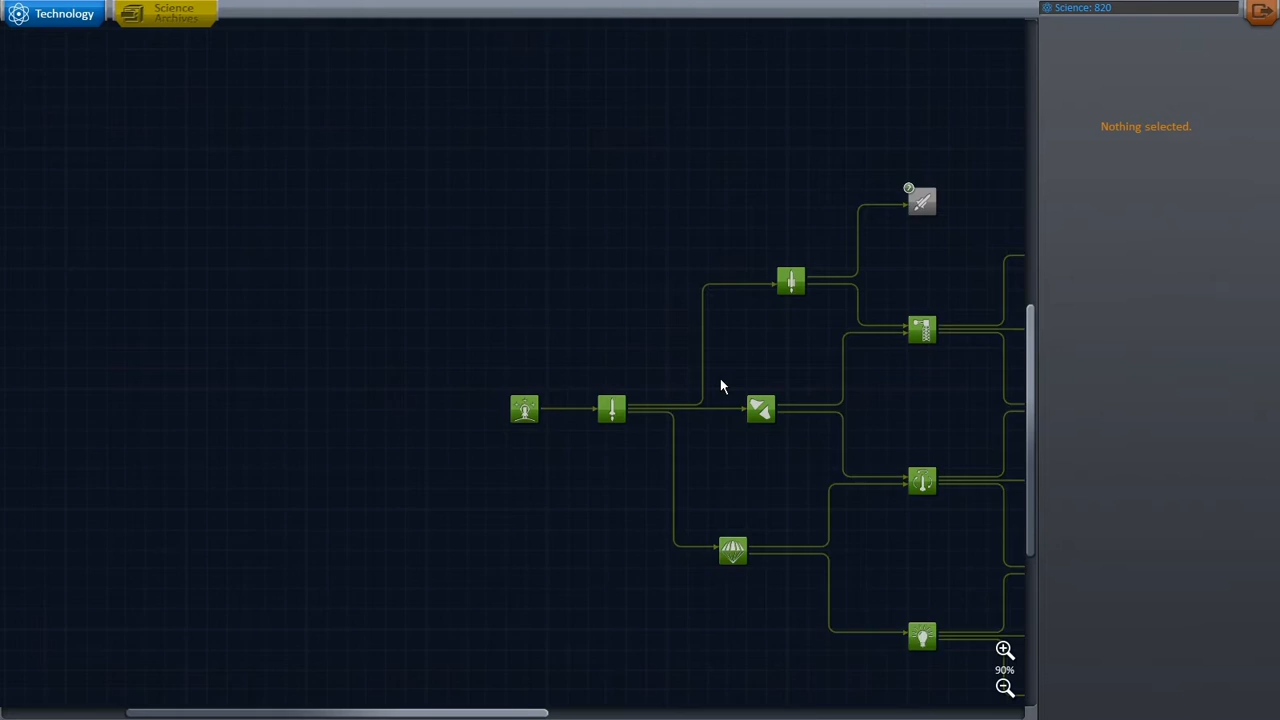 Technology
Science
Archives
Science: 820
Nothing selected.
?
90%